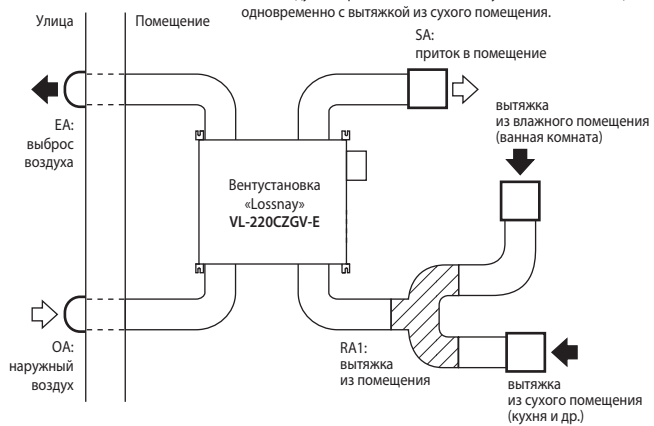 одновременно с вытяжкой из сухого помещения.
Улица
Помещение
SA:
приток в помещение
EA:
выброс
воздуха
вытяжка
из влажного помещения
(ванная комната)
Вентустановка
«Lossnay»
VL-220CZGV-E
OA:
наружный
воздух
RA1:
вытяжка
из помещения
вытяжка
из сухого помещения
(кухня и др.)